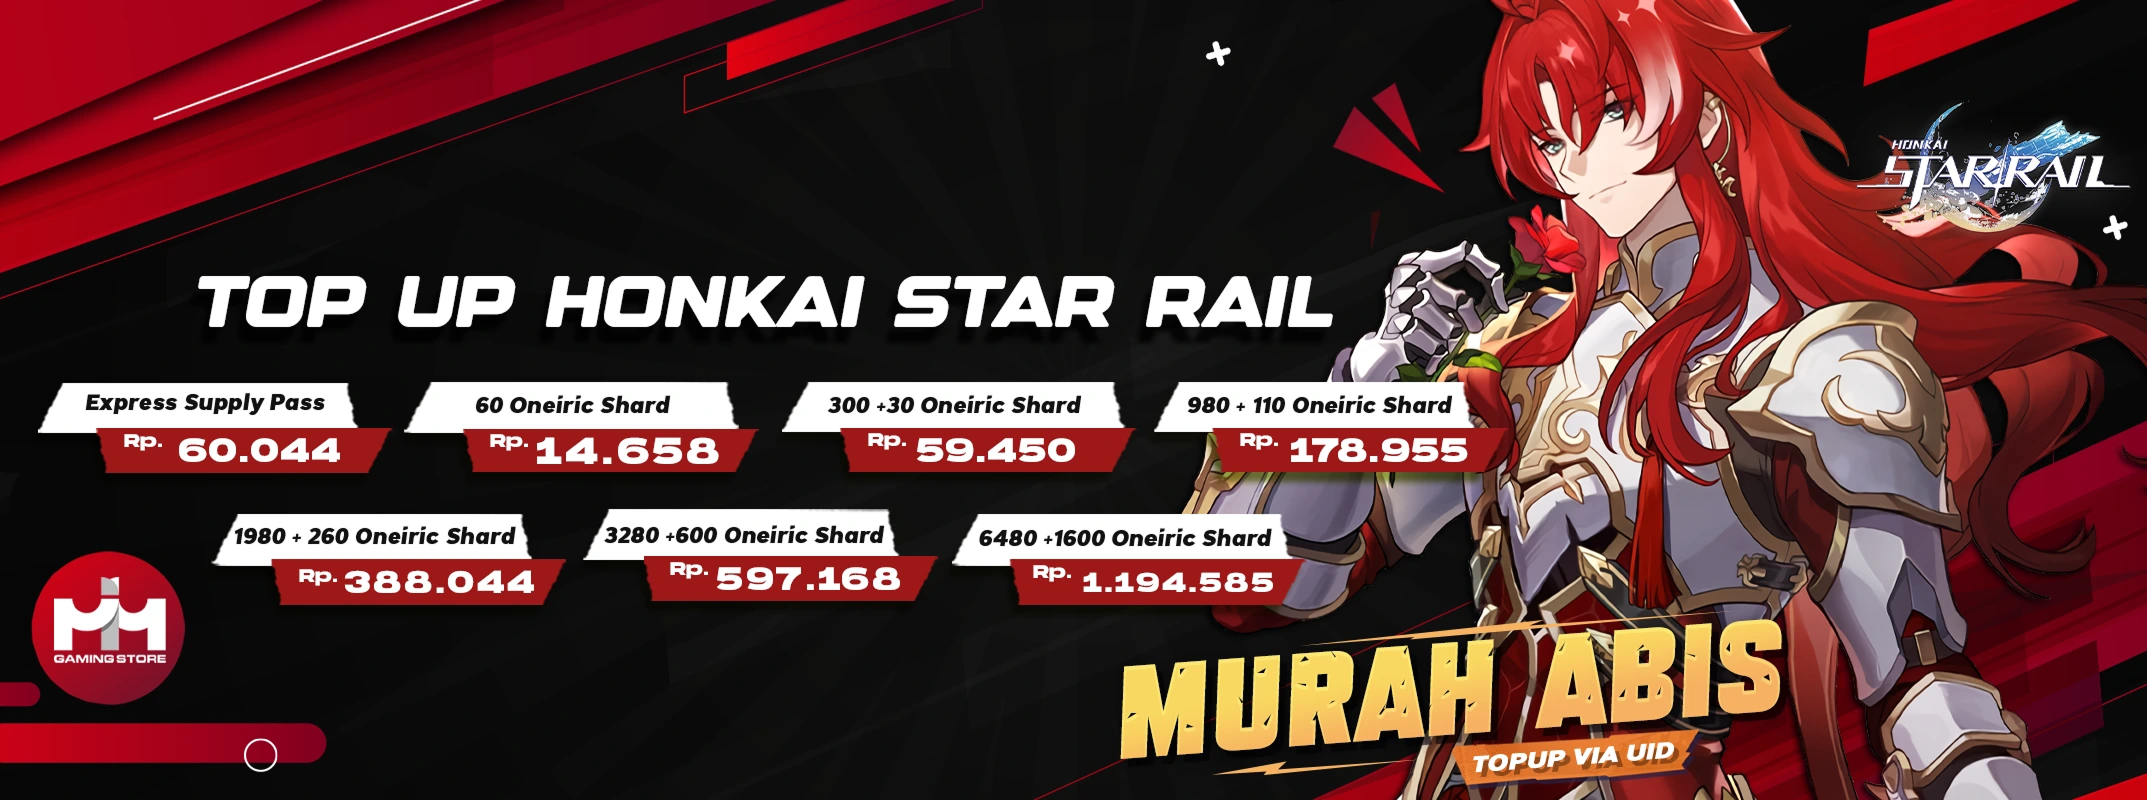 HONKAI
STAR RAIL
TOP UP HONKAI STAR RAIL
Express Supply Pass
Rp. 60.044
60 Oneiric Shard
Rp. 14.658
300 +30 Oneiric Shard
Rp. 59.450
980 + 110 Oneiric Shard
Rp. 178.955
1980 + 260 Oneiric Shard
Rp. 388.044
3280 +600 Oneiric Shard
Rp. 597.168
6480 +1600 Oneiric Shard
Rp. 1.194.585
GAMING STORE
MURAH ABIS
TOPUP VIA UID